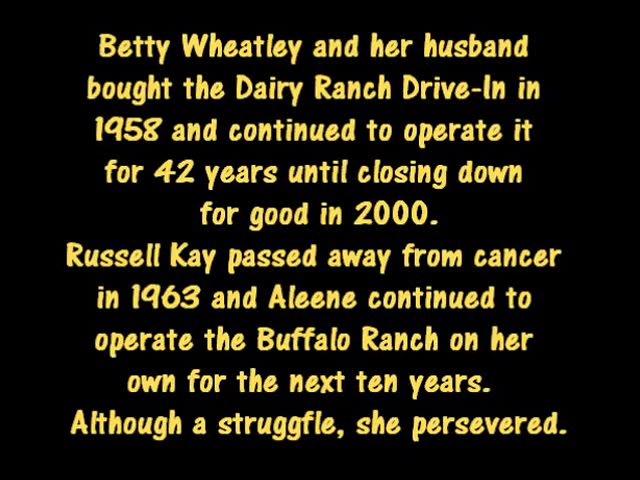 Betty Wheatley and her husband
bought the Dairy Ranch Drive-In in
1958 and continued to operate it
for 42 years until closing down
for good in 2000.
Russell Kay passed away from cancer
in 1963 and Aleene continued to
operate the Buffalo Ranch on her
own for the next ten years.
Although a struggfle, she persevered.